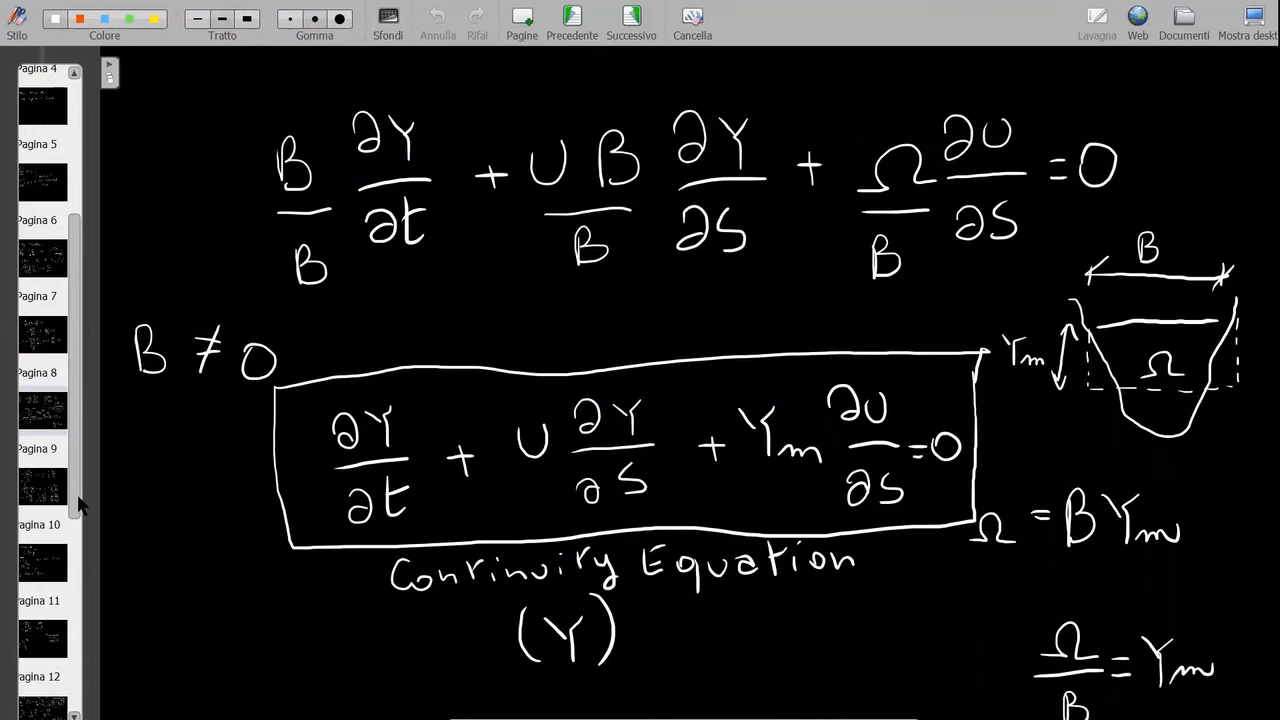 Stilo Colore Tratto Gomma Sfondi Annulla Rifai Pagine Precedente Successivo Cancella Lavagna Web Documenti Mostra deskt
Pagina 4
Pagina 5
Pagina 6
Pagina 7
Pagina 8
Pagina 9
Pagina 10
Pagina 11
Pagina 12
B/B ∂Y/∂t + U B/B ∂Y/∂s + Ω/B ∂U/∂s = 0
B
Ym
Ω
B ≠ 0
∂Y/∂t + U ∂Y/∂s + Ym ∂U/∂s = 0
Ω = B Ym
Continuity Equation
(Y)
Ω/B = Ym